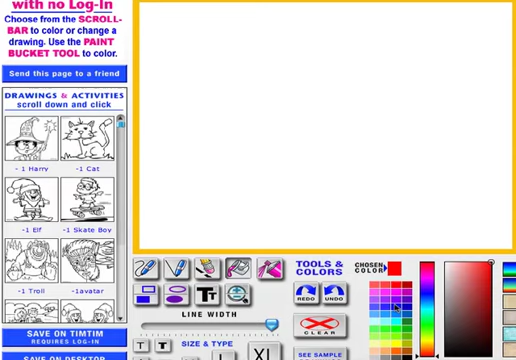 with no Log-In
Choose from the SCROLL-
BAR to color or change a
drawing. Use the PAINT
BUCKET TOOL to color.
Send this page to a friend
DRAWINGS & ACTIVITIES
scroll down and click
- 1 Harry
-1 Cat
- 1 Elf
-1 Skate Boy
- 1 Troll
-1avatar
SAVE ON TIMTIM
REQUIRES LOG-IN
SAVE ON DESKTOP
TT
LINE WIDTH
SIZE & TYPE
T
T
L
XL
TOOLS &
COLORS
CHOSEN
COLOR
REDO
UNDO
CLEAR
SEE SAMPLE